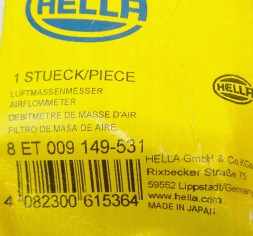 HELLA
1 STUECK/PIECE
LUFTMASSENMESSER
AIRFLOWMETER
DEBITMETRE DE MASSE D'AIR
FILTRO DE MASA DE AIRE
HELLA
8 ET 009 149-531
HELLA GmbH & Co.KGa
Rixbecker Straße 75
59552 Lippstadt/Germany
www.hella.com
MADE IN JAPAN
4 082300 615364